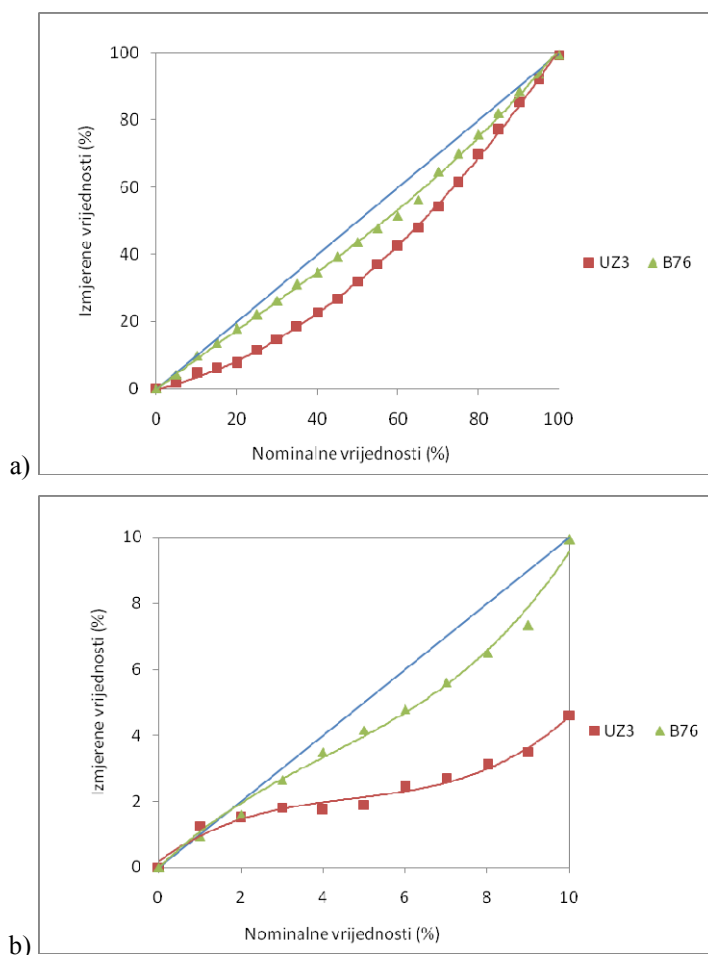 100
80
60
40
20
0
Izmjerene vrijednosti (%)
0 20 40 60 80 100
Nominalne vrijednosti (%)
UZ3 B76
a)
10
8
6
4
2
0
Izmjerene vrijednosti (%)
0 2 4 6 8 10
Nominalne vrijednosti (%)
UZ3 B76
b)